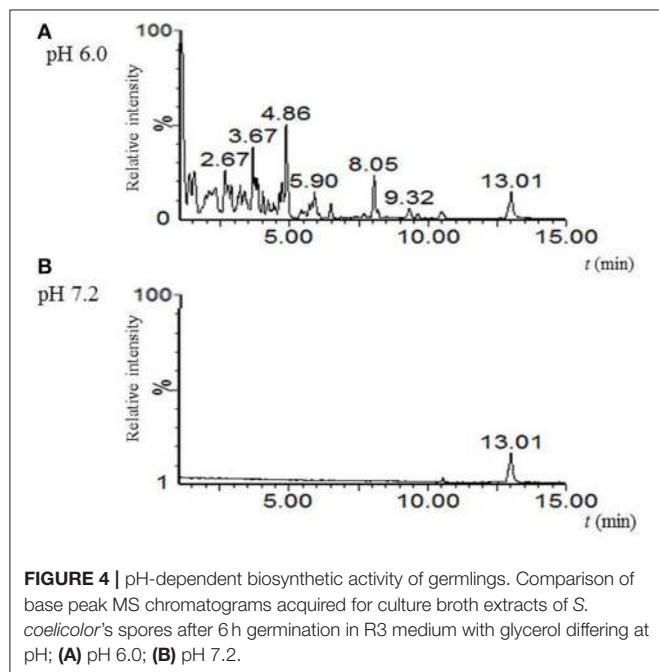 A
pH 6.0
100
Relative intensity
%
0
2.67
3.67
4.86
5.90
8.05
9.32
13.01
5.00
10.00
15.00
t (min)
B
pH 7.2
100
Relative intensity
%
1
13.01
5.00
10.00
15.00
t (min)
FIGURE 4 | pH-dependent biosynthetic activity of germlings. Comparison of
base peak MS chromatograms acquired for culture broth extracts of S.
coelicolor's spores after 6 h germination in R3 medium with glycerol differing at
pH; (A) pH 6.0; (B) pH 7.2.